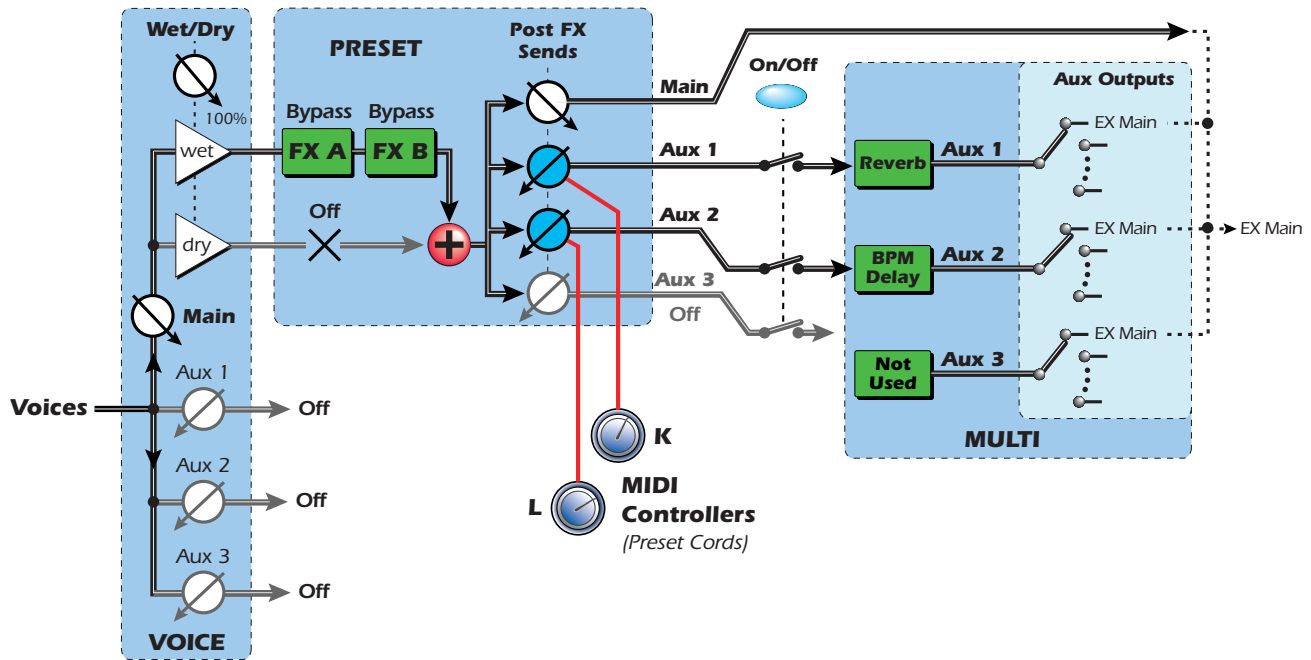 Wet/Dry
100%
wet
dry
Main
Aux 1
Off
Voices
Aux 2
Off
Aux 3
Off
VOICE
PRESET
Post FX
Sends
Bypass
Bypass
FX A
FX B
Off
Main
Aux 1
Aux 2
Aux 3
Off
K
L
MIDI
Controllers
(Preset Cords)
On/Off
Aux Outputs
Reverb
Aux 1
EX Main
BPM
Delay
Aux 2
EX Main
Not
Used
Aux 3
EX Main
MULTI
EX Main